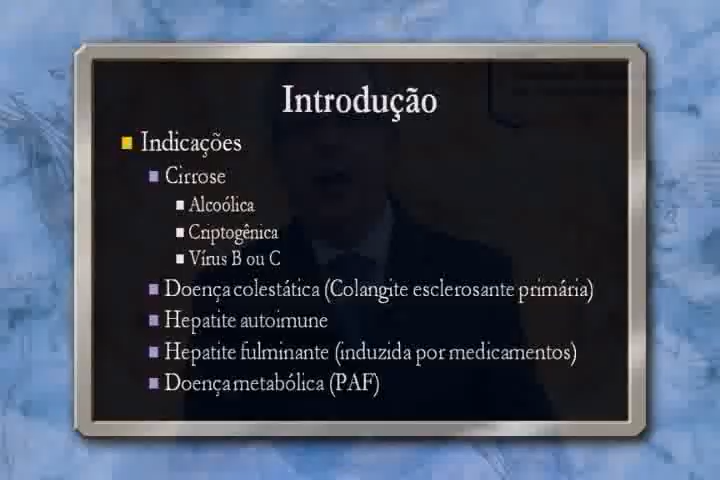 Introdução
Indicações
Cirrose
Alcoólica
Criptogênica
Vírus B ou C
Doença colestática (Colangite esclerosante primária)
Hepatite autoimune
Hepatite fulminante (induzida por medicamentos)
Doença metabólica (PAF)